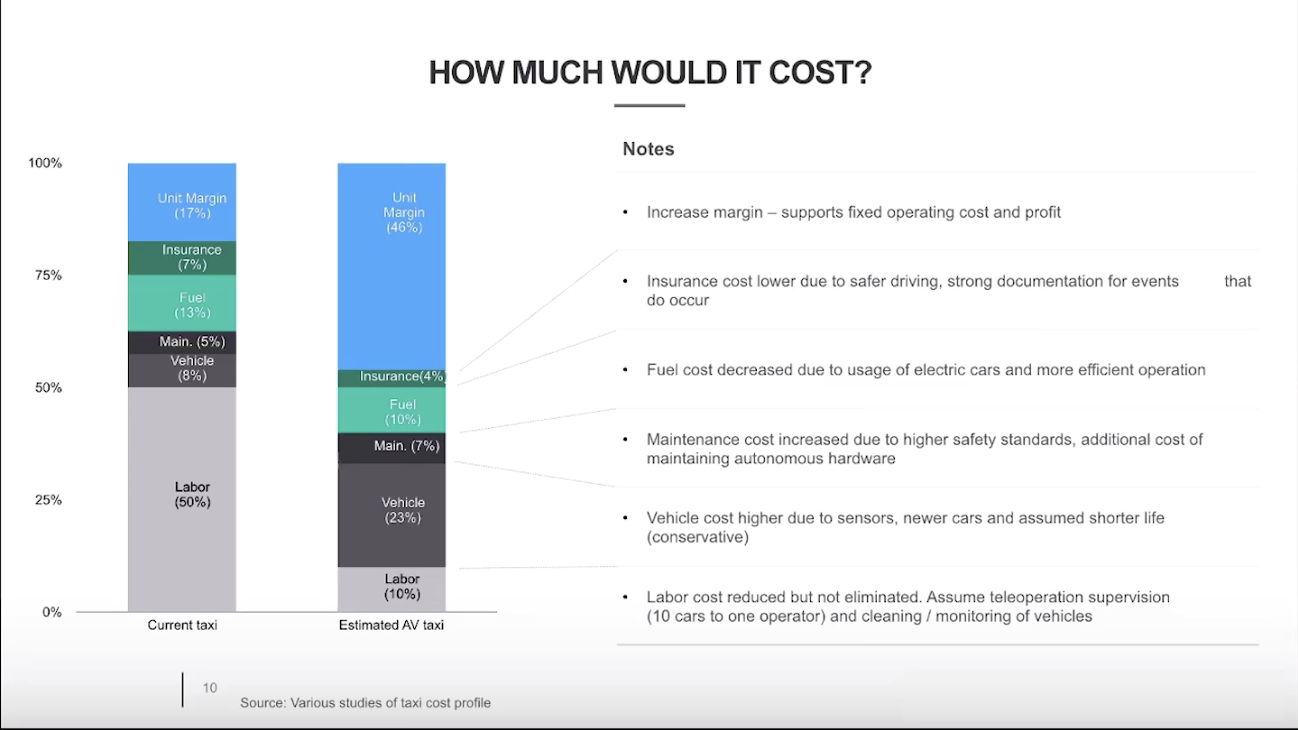 HOW MUCH WOULD IT COST?
100%
75%
50%
25%
0%
Unit Margin
(17%)
Insurance
(7%)
Fuel
(13%)
Main. (5%)
Vehicle
(8%)
Labor
(50%)
Current taxi
Unit
Margin
(46%)
Insurance(4%)
Fuel
(10%)
Main. (7%)
Vehicle
(23%)
Labor
(10%)
Estimated AV taxi
Notes
• Increase margin – supports fixed operating cost and profit
• Insurance cost lower due to safer driving, strong documentation for events that
do occur
• Fuel cost decreased due to usage of electric cars and more efficient operation
• Maintenance cost increased due to higher safety standards, additional cost of
maintaining autonomous hardware
• Vehicle cost higher due to sensors, newer cars and assumed shorter life
(conservative)
• Labor cost reduced but not eliminated. Assume teleoperation supervision
(10 cars to one operator) and cleaning / monitoring of vehicles
10
Source: Various studies of taxi cost profile